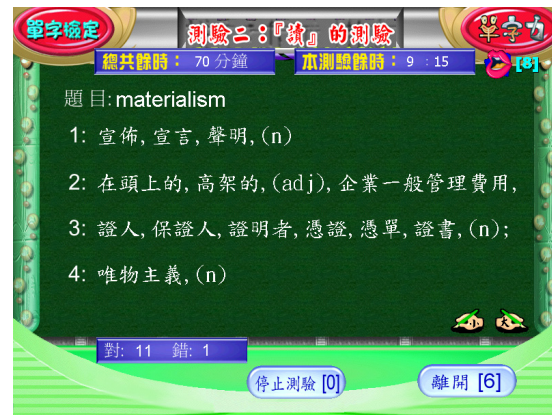 單字檢定
測驗二:『讀』的測驗
單字力
總共餘時: 70 分鐘
本測驗餘時: 9 : 15
[8]
題 目: materialism
1: 宣佈, 宣言, 聲明, (n)
2: 在頭上的, 高架的, (adj), 企業一般管理費用,
3: 證人, 保證人, 證明者, 憑證, 憑單, 證書, (n);
4: 唯物主義, (n)
小 大
對: 11 錯: 1
停止測驗 [0]
離開 [6]